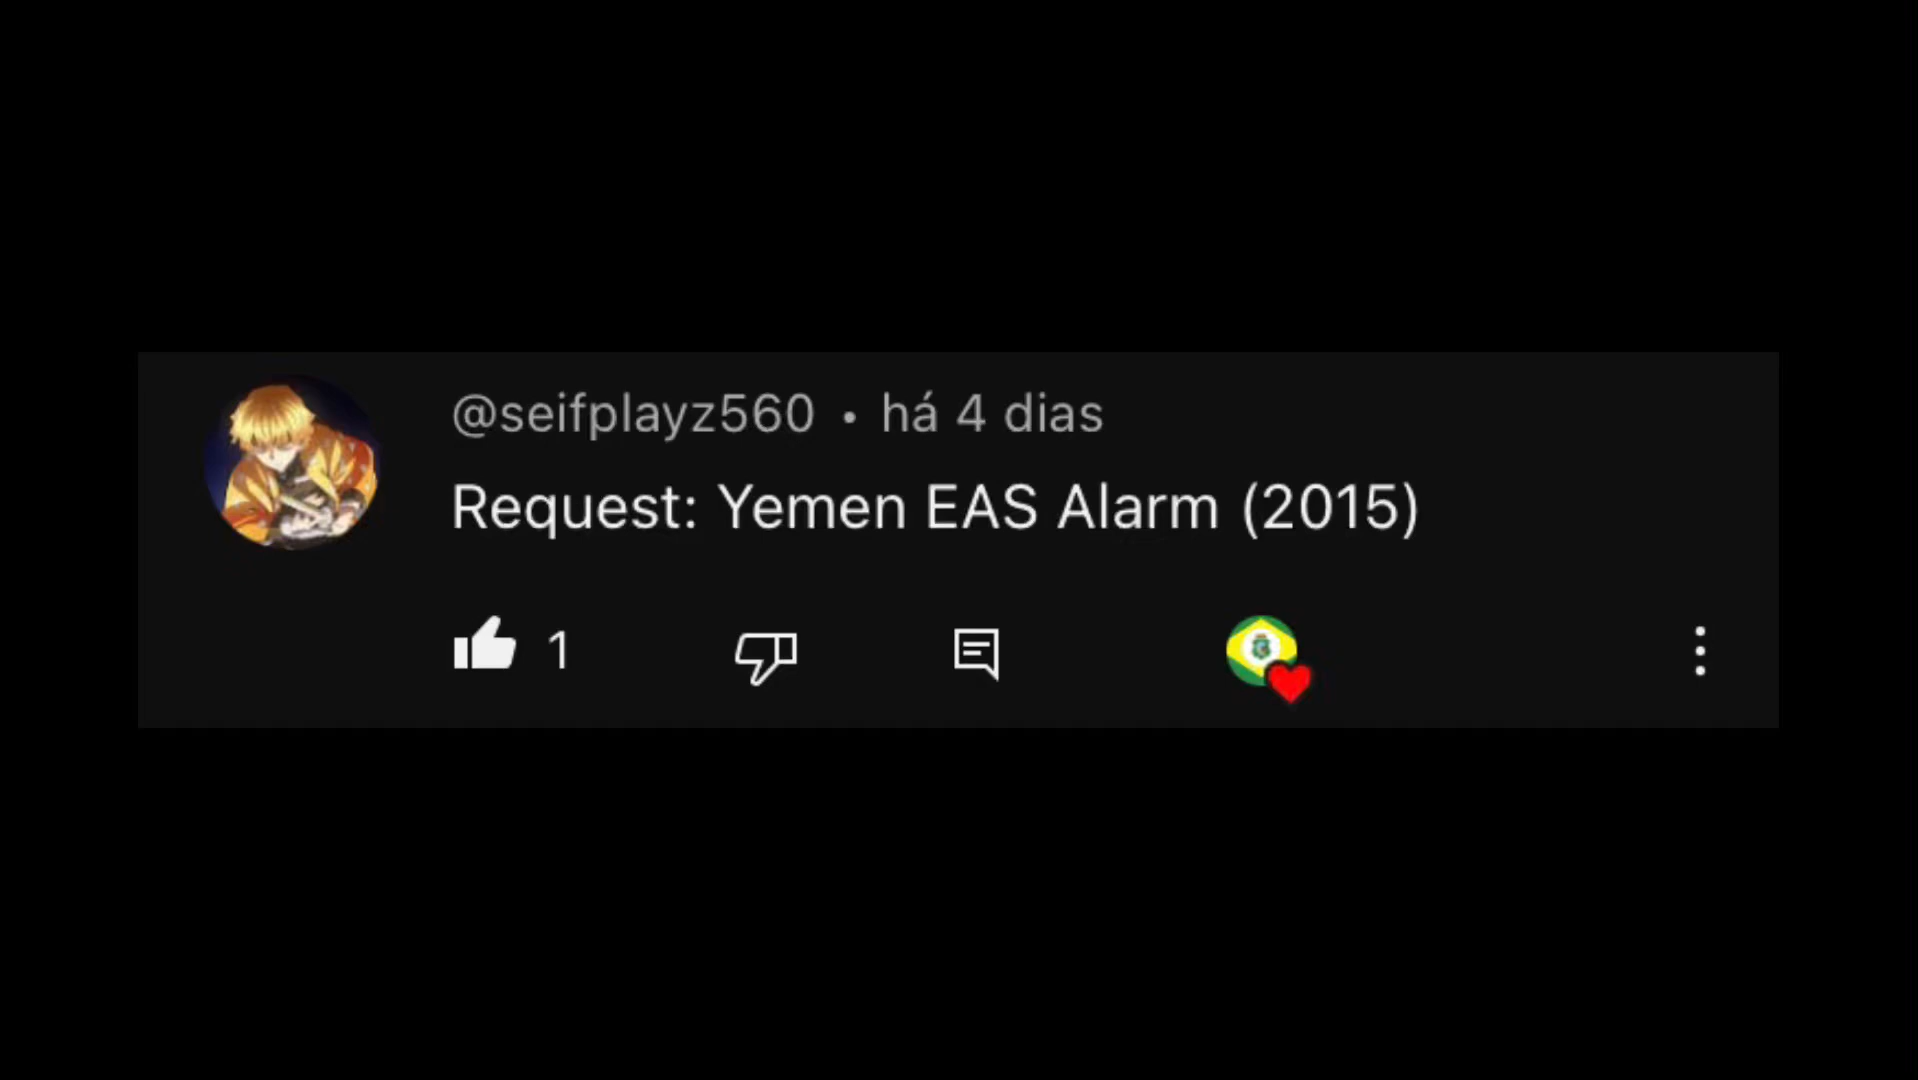 @seifplayz560 • há 4 dias
Request: Yemen EAS Alarm (2015)
1